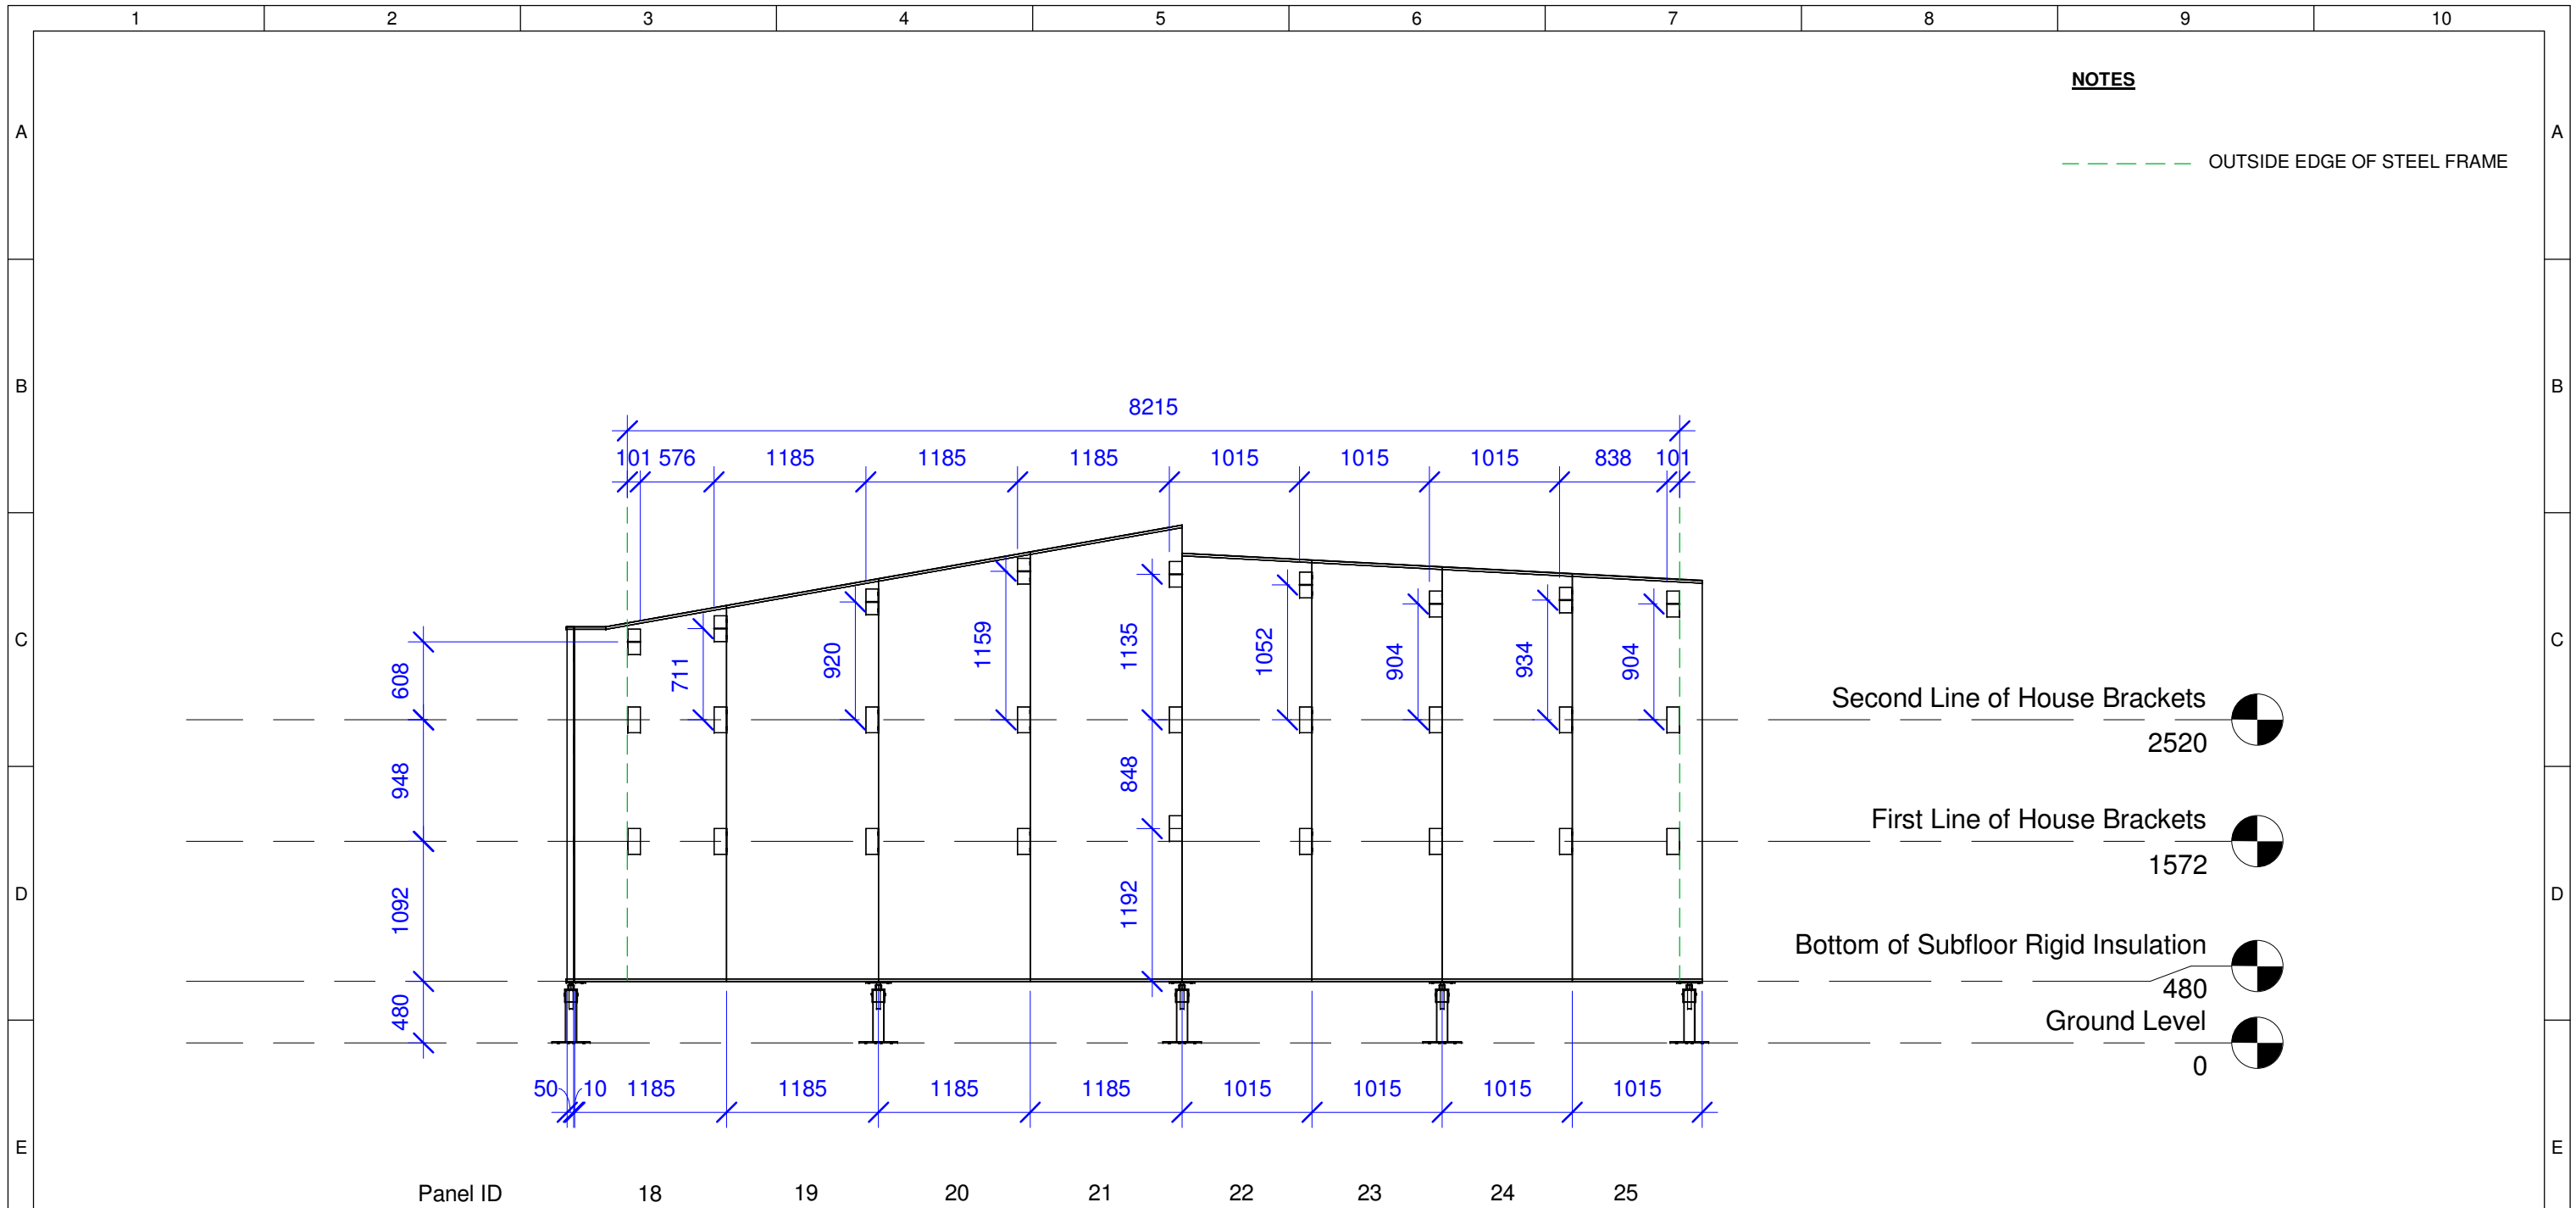 1 2 3 4 5 6 7 8 9 10
NOTES
A A
OUTSIDE EDGE OF STEEL FRAME
B B
8215
101 576 1185 1185 1185 1015 1015 1015 838 101
C C
608 711 920 1159 1135 1052 904 934 904
Second Line of House Brackets
2520
948 848
First Line of House Brackets
1572
D D
1092 1192
Bottom of Subfloor Rigid Insulation
480
480
Ground Level
0
50 10 1185 1185 1185 1185 1015 1015 1015 1015
E E
Panel ID 18 19 20 21 22 23 24 25